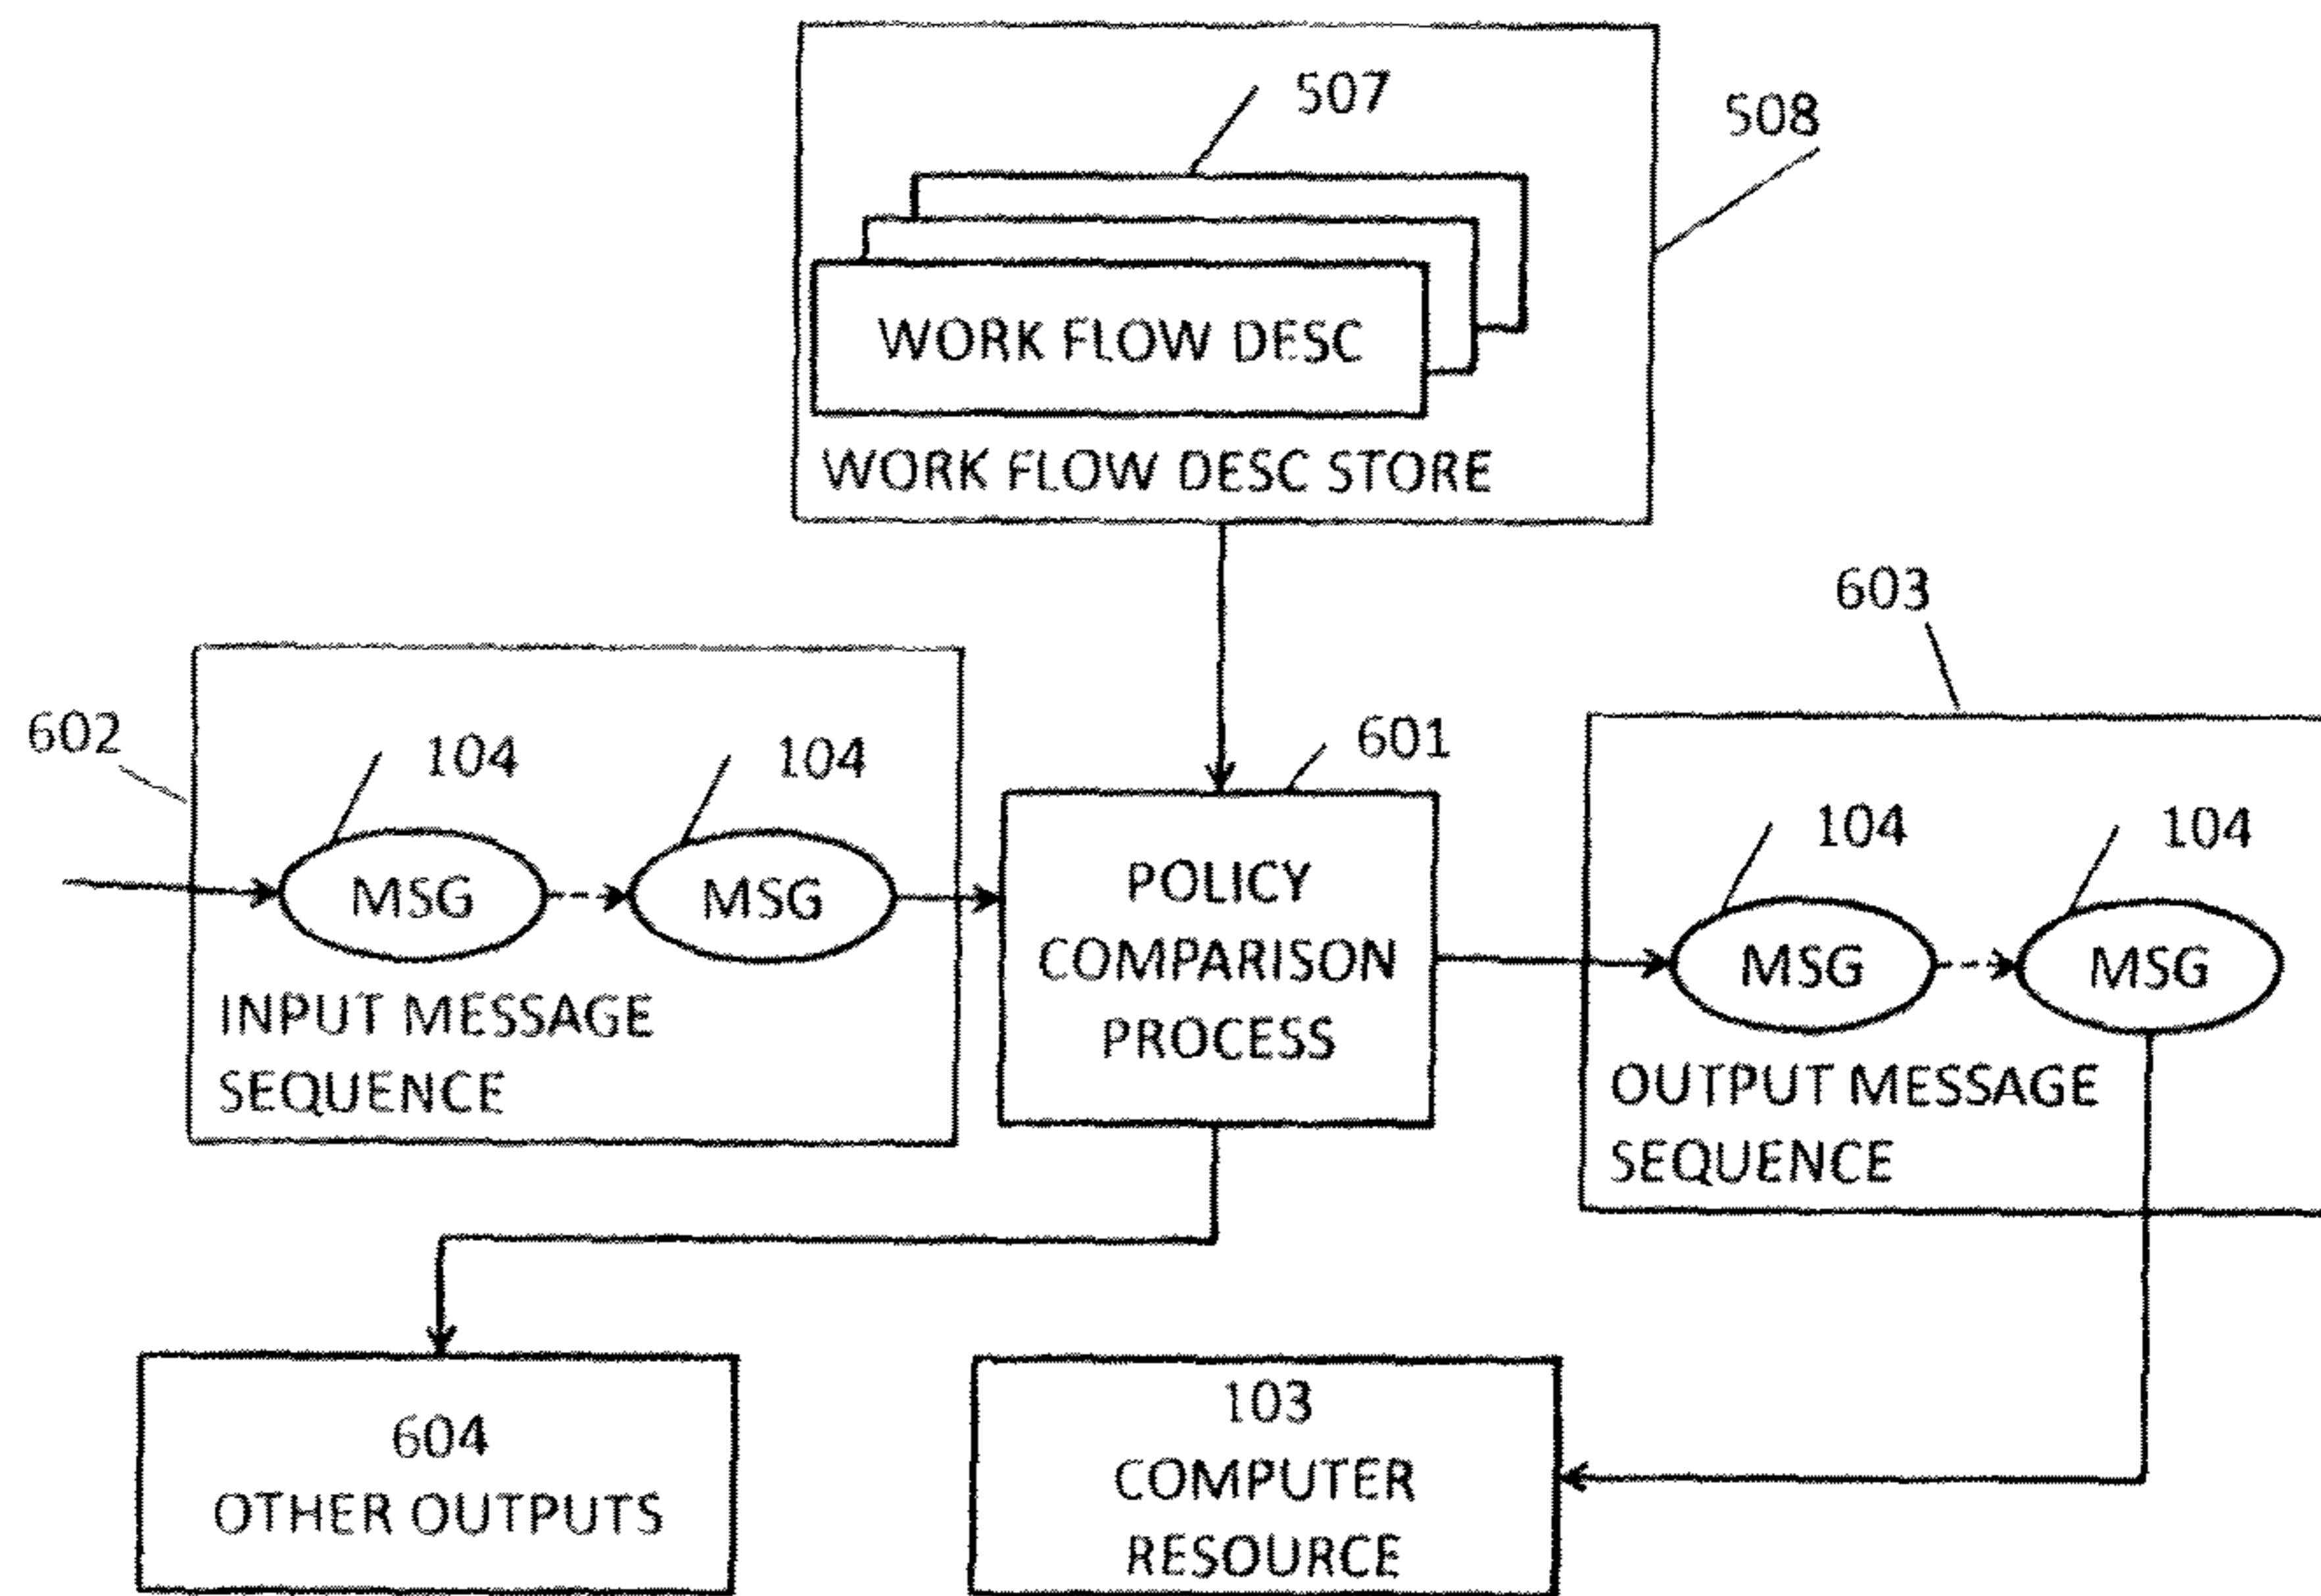 507
508
WORK FLOW DESC
WORK FLOW DESC STORE
603
602
104
104
601
104
104
MSG
MSG
POLICY
COMPARISON
PROCESS
MSG
MSG
INPUT MESSAGE
SEQUENCE
OUTPUT MESSAGE
SEQUENCE
604
OTHER OUTPUTS
103
COMPUTER
RESOURCE